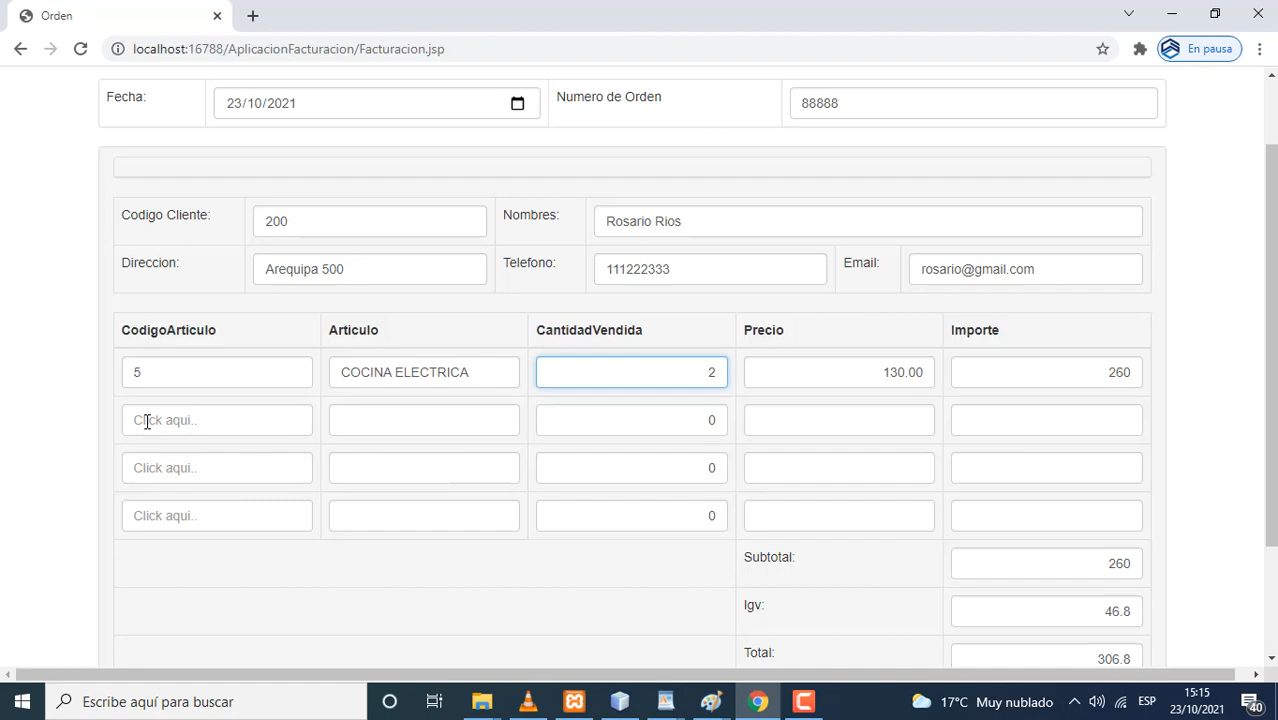 Orden
localhost:16788/AplicacionFacturacion/Facturacion.jsp
En pausa
Fecha: 23/10/2021 Numero de Orden 88888
Codigo Cliente: 200 Nombres: Rosario Rios
Direccion: Arequipa 500 Telefono: 111222333 Email: rosario@gmail.com
CodigoArticulo Articulo CantidadVendida Precio Importe
5 COCINA ELECTRICA 2 130.00 260
Click aqui.. 0
Click aqui.. 0
Click aqui.. 0
Subtotal: 260
Igv: 46.8
Total: 306.8
Escribe aquí para buscar
17°C Muy nublado
ESP
15:15
23/10/2021
40